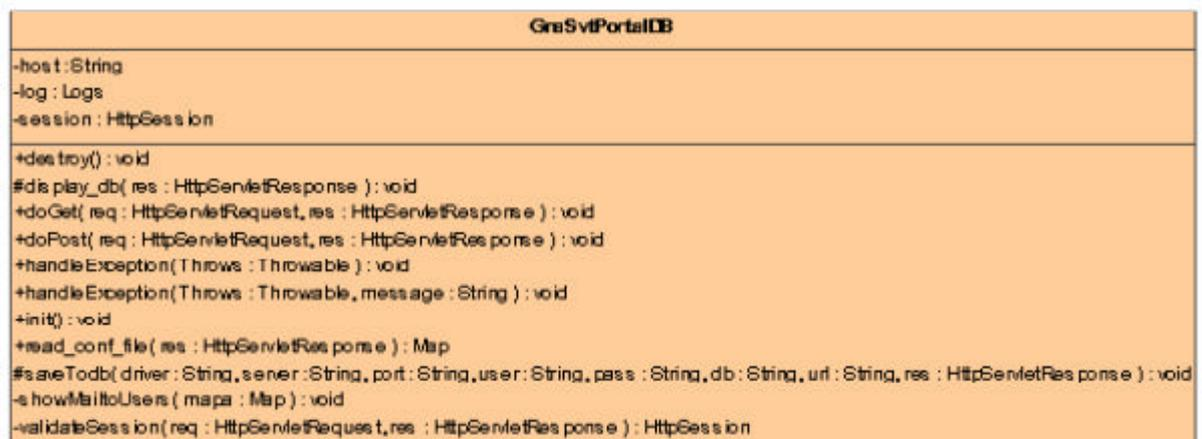 GnsSvtPortalDB
-host : String
-log : Logs
-session : HttpSession
+destroy() : void
#display_db( res : HttpServletResponse ) : void
+doGet( req : HttpServletRequest, res : HttpServletResponse ) : void
+doPost( req : HttpServletRequest, res : HttpServletResponse ) : void
+handleException( Throws : Throwable ) : void
+handleException( Throws : Throwable, message : String ) : void
+init() : void
+read_conf_file( res : HttpServletResponse ) : Map
#saveTodb( driver : String, server : String, port : String, user : String, pass : String, db : String, url : String, res : HttpServletResponse ) : void
-showMailtoUsers( mapa : Map ) : void
-validateSession( req : HttpServletRequest, res : HttpServletResponse ) : HttpSession